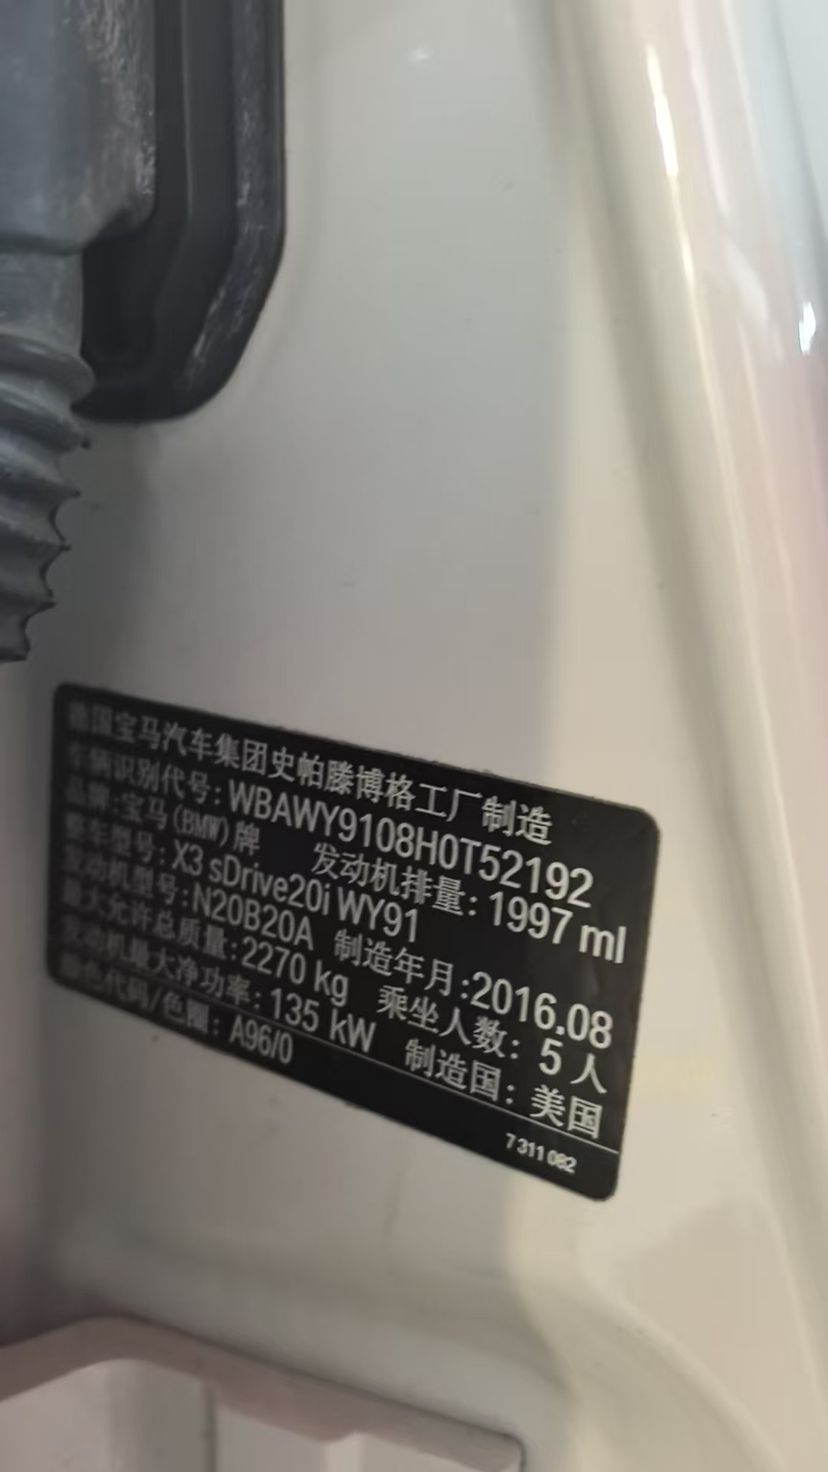 德国宝马汽车集团史帕滕博格工厂制造
车辆识别代号: WBAWY9108H0T52192
品牌: 宝马(BMW)牌 发动机排量: 1997 ml
整车型号: X3 sDrive20i WY91
发动机型号: N20B20A 制造年月: 2016.08
最大允许总质量: 2270 kg 乘坐人数: 5 人
发动机最大净功率: 135 kW 制造国: 美国
颜色代码/色圈: A96/0
7 311 082